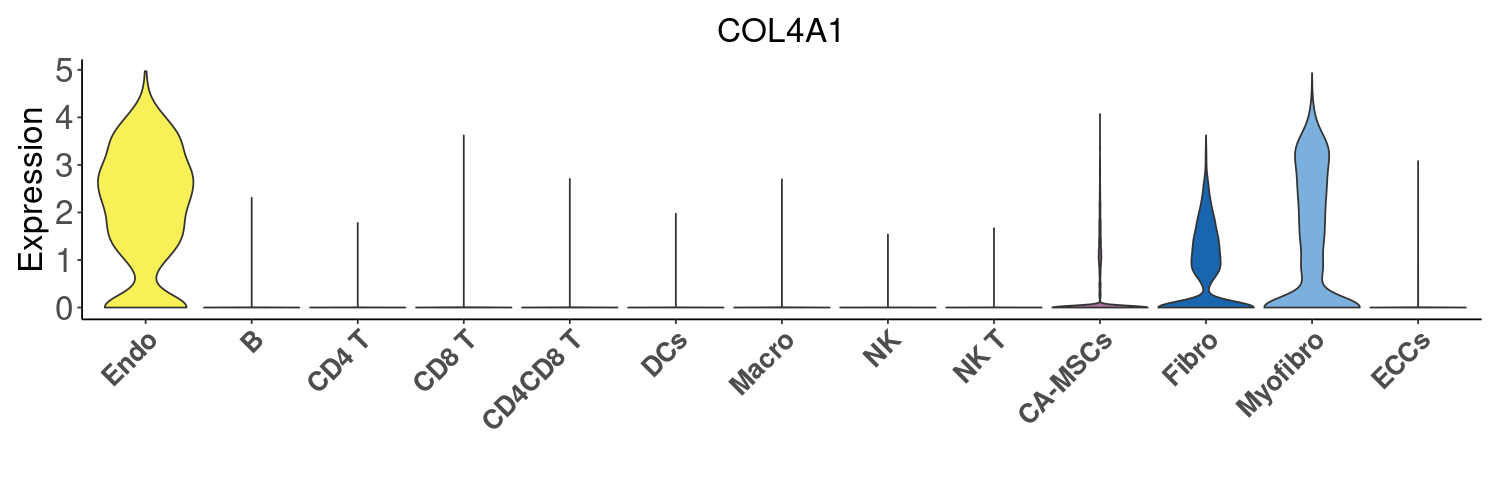 COL4A1
Expression
5
4
3
2
1
0
Endo
B
CD4 T
CD8 T
CD4CD8 T
DCs
Macro
NK
NK T
CA-MSCs
Fibro
Myofibro
ECCs